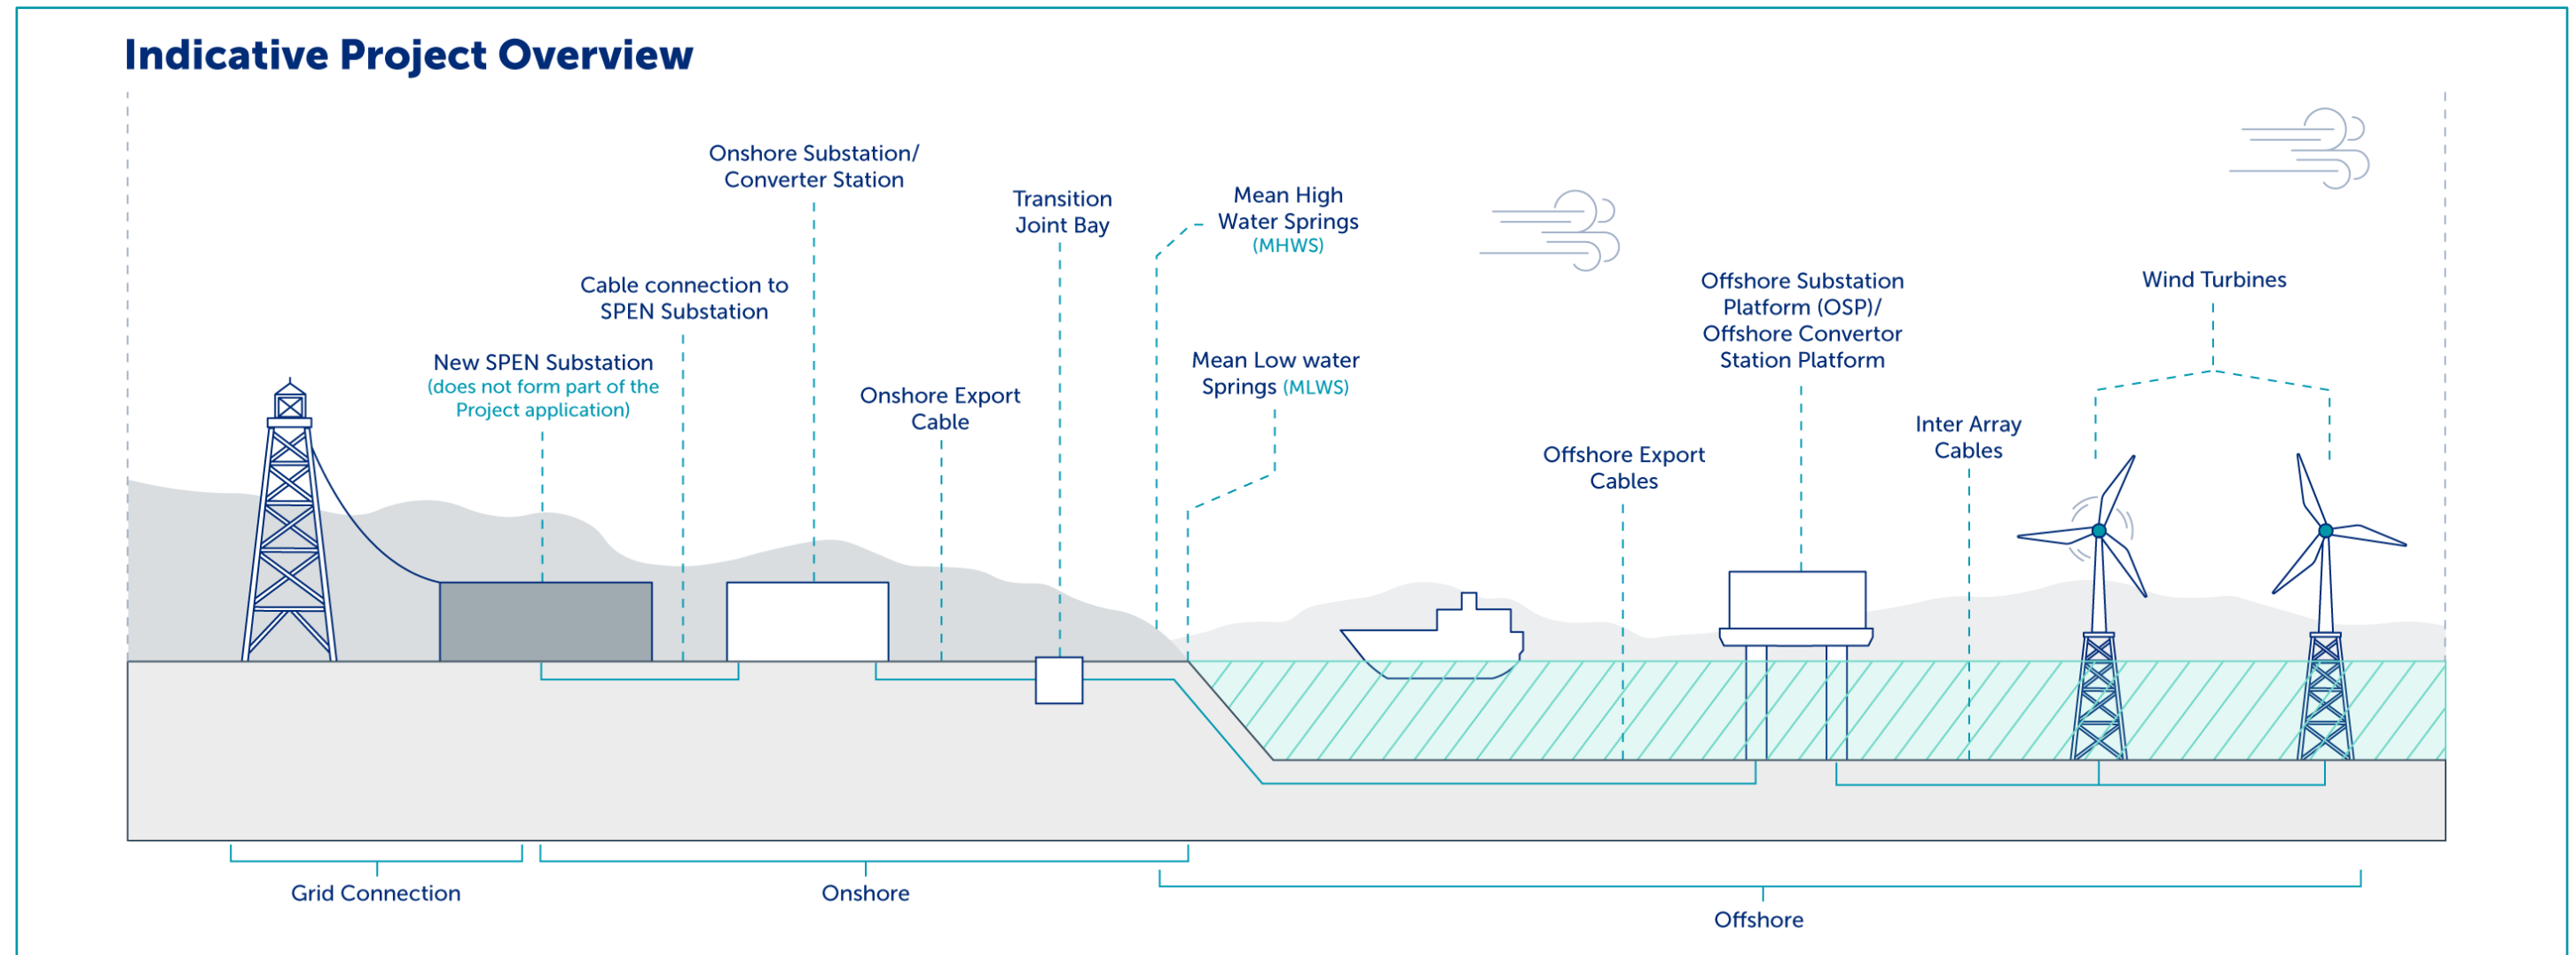 Indicative Project Overview
Onshore Substation/
Converter Station
Transition
Joint Bay
Mean High
Water Springs
(MHWS)
Cable connection to
SPEN Substation
Offshore Substation
Platform (OSP)/
Offshore Convertor
Station Platform
Wind Turbines
New SPEN Substation
(does not form part of the
Project application)
Onshore Export
Cable
Mean Low water
Springs (MLWS)
Offshore Export
Cables
Inter Array
Cables
Grid Connection
Onshore
Offshore